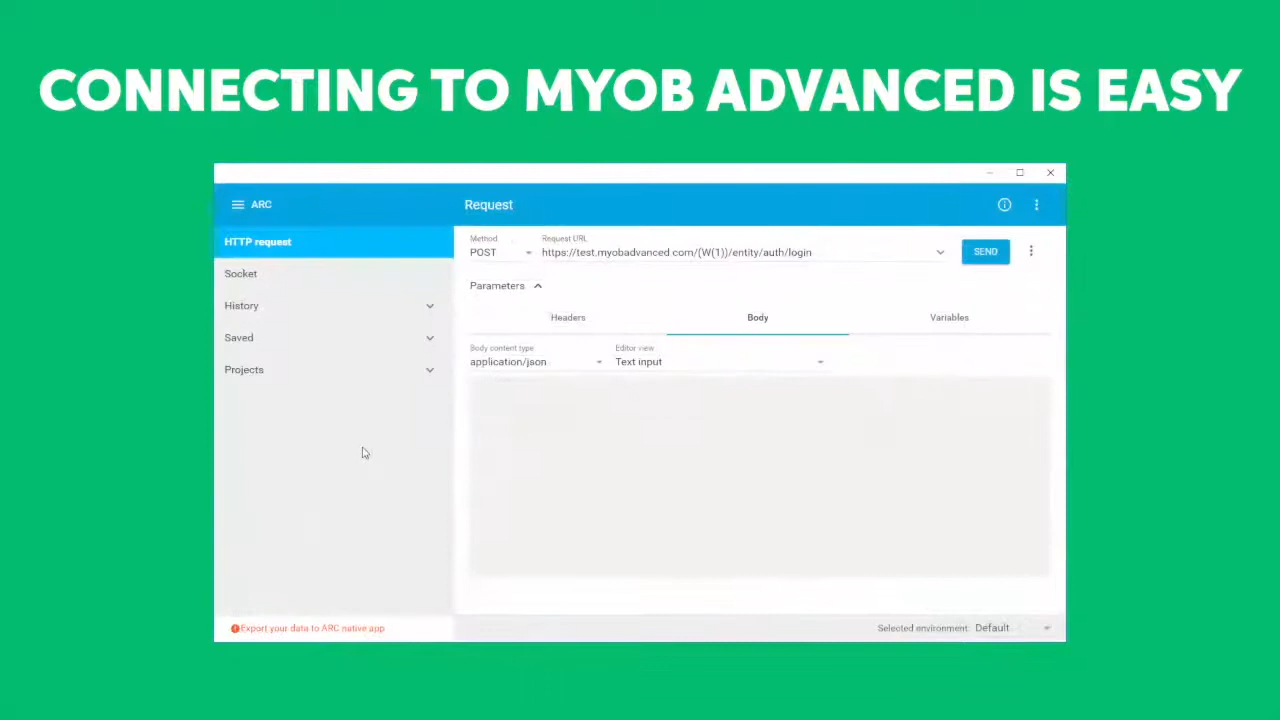 CONNECTING TO MYOB ADVANCED IS EASY
ARC
Request
HTTP request
Socket
History
Saved
Projects
Method
POST
Request URL
https://test.myobadvanced.com/(W(1))/entity/auth/login
SEND
Parameters
Headers
Body
Variables
Body content type
application/json
Editor view
Text input
Export your data to ARC native app
Selected environment: Default